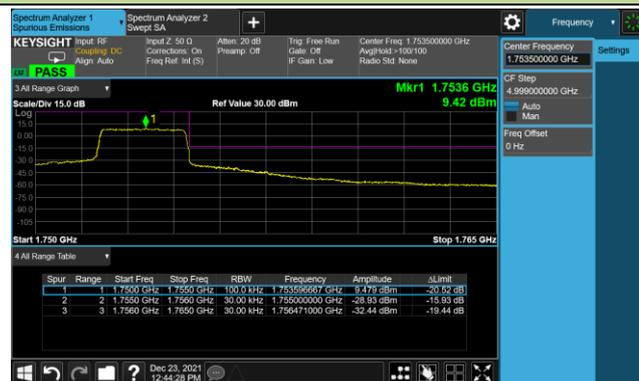 Spectrum Analyzer 1
Spurious Emissions
Spectrum Analyzer 2
Swept SA
Frequency
KEYSIGHT
Input: RF
Coupling: DC
Align: Auto
Input Z: 50 Ω
Corrections: On
Freq Ref: Int (S)
Atten: 20 dB
Preamp: Off
Trig: Free Run
Gate: Off
IF Gain: Low
Center Freq: 1.753500000 GHz
Avg|Hold:>100/100
Radio Std: None
PASS
Center Frequency
1.753500000 GHz
Settings
CF Step
4.999000000 GHz
Auto
Man
Freq Offset
0 Hz
3 All Range Graph
Mkr1 1.7536 GHz
9.42 dBm
Scale/Div 15.0 dB
Ref Value 30.00 dBm
Log
15.0
0.00
-15.0
-30.0
-45.0
-60.0
-75.0
-90.0
-105
1
Start 1.750 GHz
Stop 1.765 GHz
4 All Range Table
Spur Range Start Freq Stop Freq RBW Frequency Amplitude ΔLimit
1 1 1.7500 GHz 1.7550 GHz 100.0 kHz 1.753596667 GHz 9.479 dBm -20.52 dB
2 2 1.7550 GHz 1.7560 GHz 30.00 kHz 1.755000000 GHz -28.93 dBm -15.93 dB
3 3 1.7560 GHz 1.7650 GHz 30.00 kHz 1.756471000 GHz -32.44 dBm -19.44 dB
Dec 23, 2021
12:44:28 PM